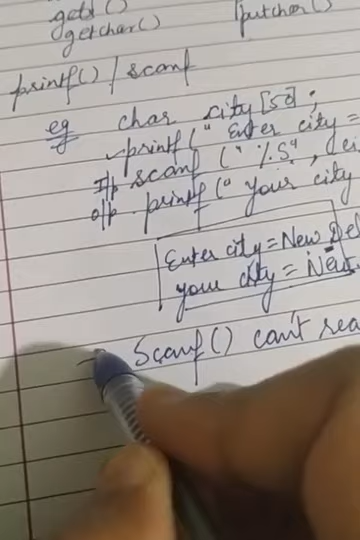 gets() putchar()
getchar()
printf() / scanf
eg char city[50];
printf(" Enter city =
I/p scanf (" %s",
o/p printf (" your city
Enter city = New Del
your city = New
Scanf() can't rea